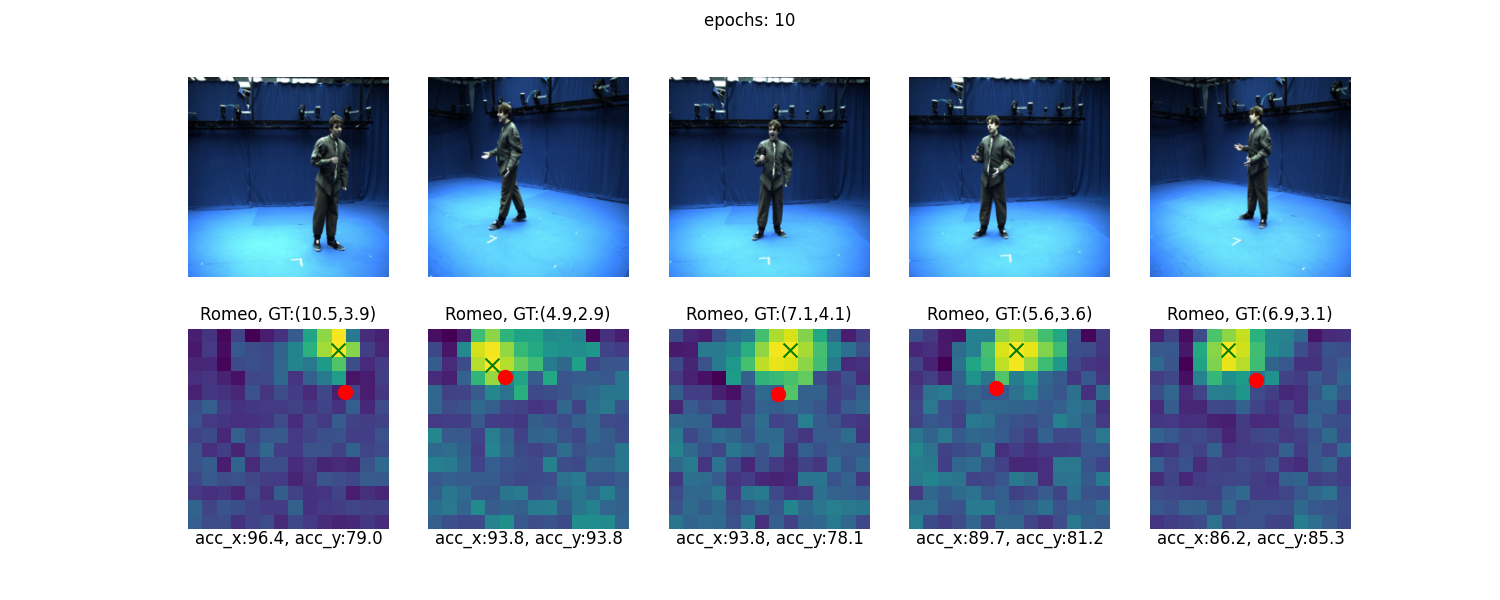 epochs: 10
Romeo, GT:(10.5,3.9)
Romeo, GT:(4.9,2.9)
Romeo, GT:(7.1,4.1)
Romeo, GT:(5.6,3.6)
Romeo, GT:(6.9,3.1)
acc_x:96.4, acc_y:79.0
acc_x:93.8, acc_y:93.8
acc_x:93.8, acc_y:78.1
acc_x:89.7, acc_y:81.2
acc_x:86.2, acc_y:85.3